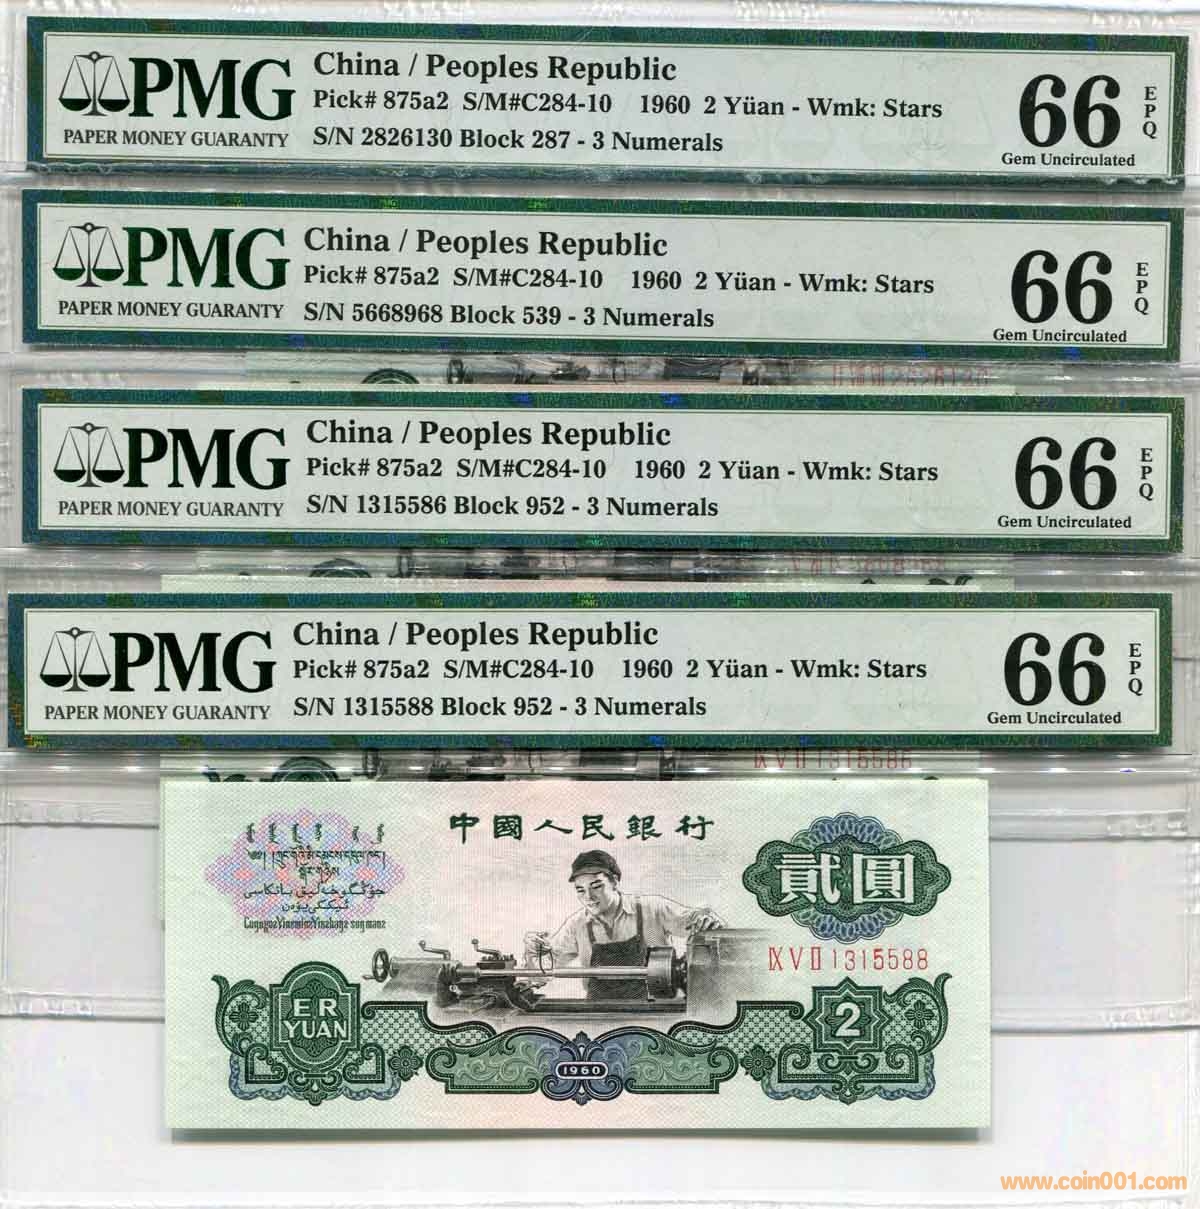 PMG
PAPER MONEY GUARANTY
China / Peoples Republic
Pick# 875a2 S/M#C284-10 1960 2 Yüan - Wmk: Stars
S/N 2826130 Block 287 - 3 Numerals
66
EPQ
Gem Uncirculated
PMG
PAPER MONEY GUARANTY
China / Peoples Republic
Pick# 875a2 S/M#C284-10 1960 2 Yüan - Wmk: Stars
S/N 5668968 Block 539 - 3 Numerals
66
EPQ
Gem Uncirculated
PMG
PAPER MONEY GUARANTY
China / Peoples Republic
Pick# 875a2 S/M#C284-10 1960 2 Yüan - Wmk: Stars
S/N 1315586 Block 952 - 3 Numerals
66
EPQ
Gem Uncirculated
PMG
PAPER MONEY GUARANTY
China / Peoples Republic
Pick# 875a2 S/M#C284-10 1960 2 Yüan - Wmk: Stars
S/N 1315588 Block 952 - 3 Numerals
66
EPQ
Gem Uncirculated
IX V II 1315586
中國人民銀行
貳圓
IX V II 1315588
ER
YUAN
2
1960
www.coin001.com